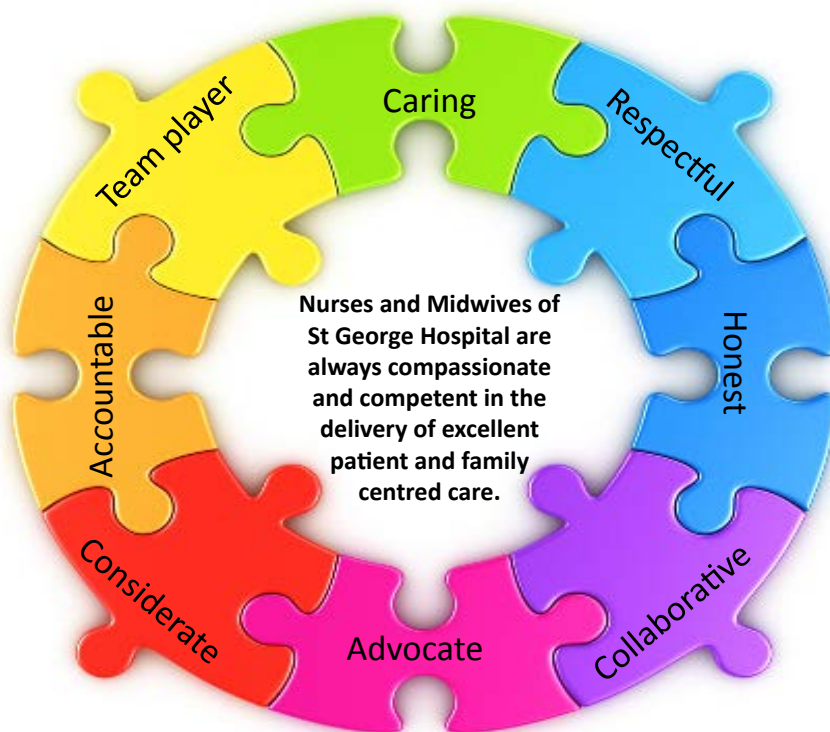 Caring
Respectful
Honest
Collaborative
Advocate
Considerate
Accountable
Team player
Nurses and Midwives of
St George Hospital are
always compassionate
and competent in the
delivery of excellent
patient and family
centred care.